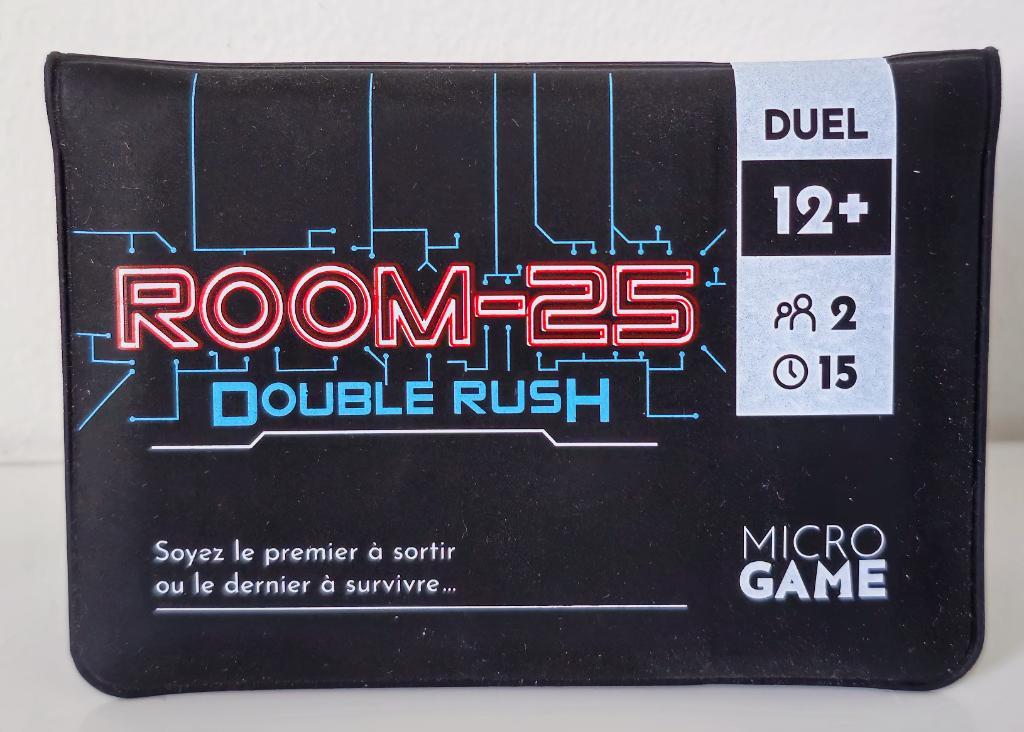 ROOM-25
DOUBLE RUSH
Soyez le premier à sortir
ou le dernier à survivre...
DUEL
12+
2
15
MICRO
GAME